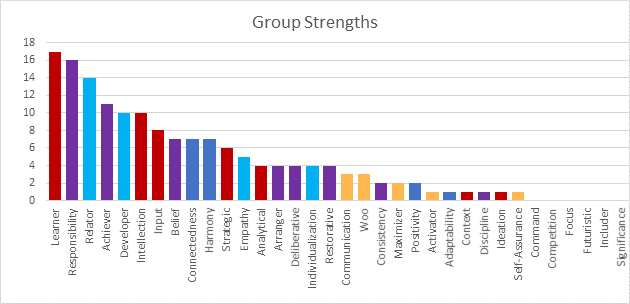 Group Strengths
18
16
14
12
10
8
6
4
2
0
Learner
Responsibility
Relator
Achiever
Developer
Intellection
Input
Belief
Connectedness
Harmony
Strategic
Empathy
Analytical
Arranger
Deliberative
Individualization
Restorative
Communication
Woo
Consistency
Maximizer
Positivity
Activator
Adaptability
Context
Discipline
Ideation
Self-Assurance
Command
Competition
Focus
Futuristic
Includer
Significance